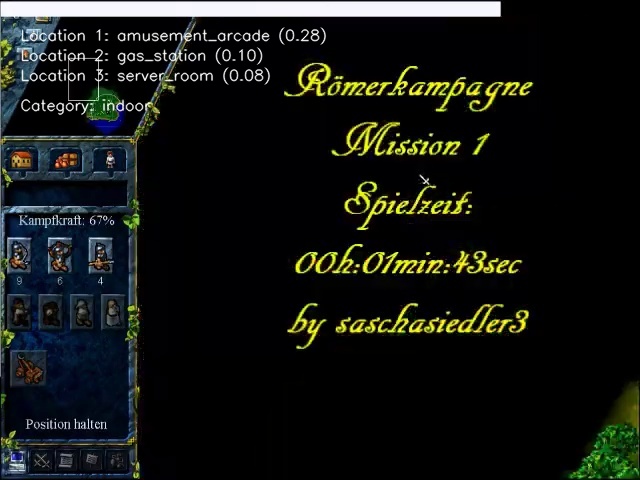 Location 1: amusement_arcade (0.28)
Location 2: gas_station (0.10)
Location 3: server_room (0.08)
Category: indoor
Römerkampagne
Mission 1
Spielzeit:
00h:01min:43sec
by saschasiedler3
Kampfkraft: 67%
9 6 4
Position halten